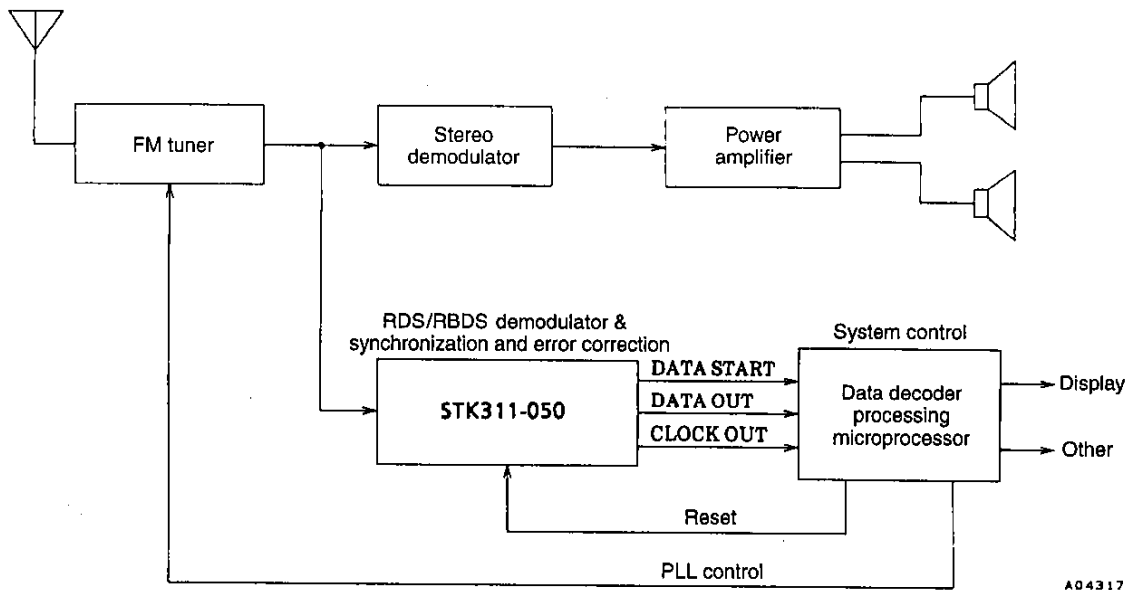 FM tuner
Stereo
demodulator
Power
amplifier
RDS/RBDS demodulator &
synchronization and error correction
STK311-050
DATA START
DATA OUT
CLOCK OUT
System control
Data decoder
processing
microprocessor
Display
Other
Reset
PLL control
A04317